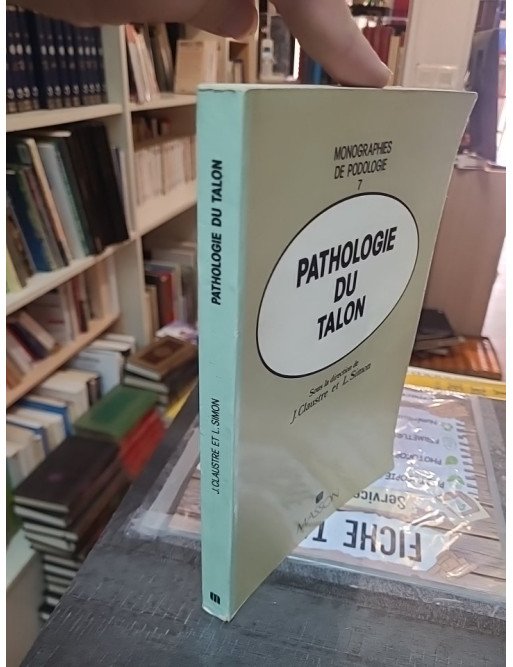 MONOGRAPHIES
DE PODOLOGIE
7
PATHOLOGIE
DU
TALON
Sous la direction de
J. Claustre et L. Simon
MASSON
PATHOLOGIE DU TALON
J. CLAUSTRE ET L. SIMON
m
FICHE T
Services